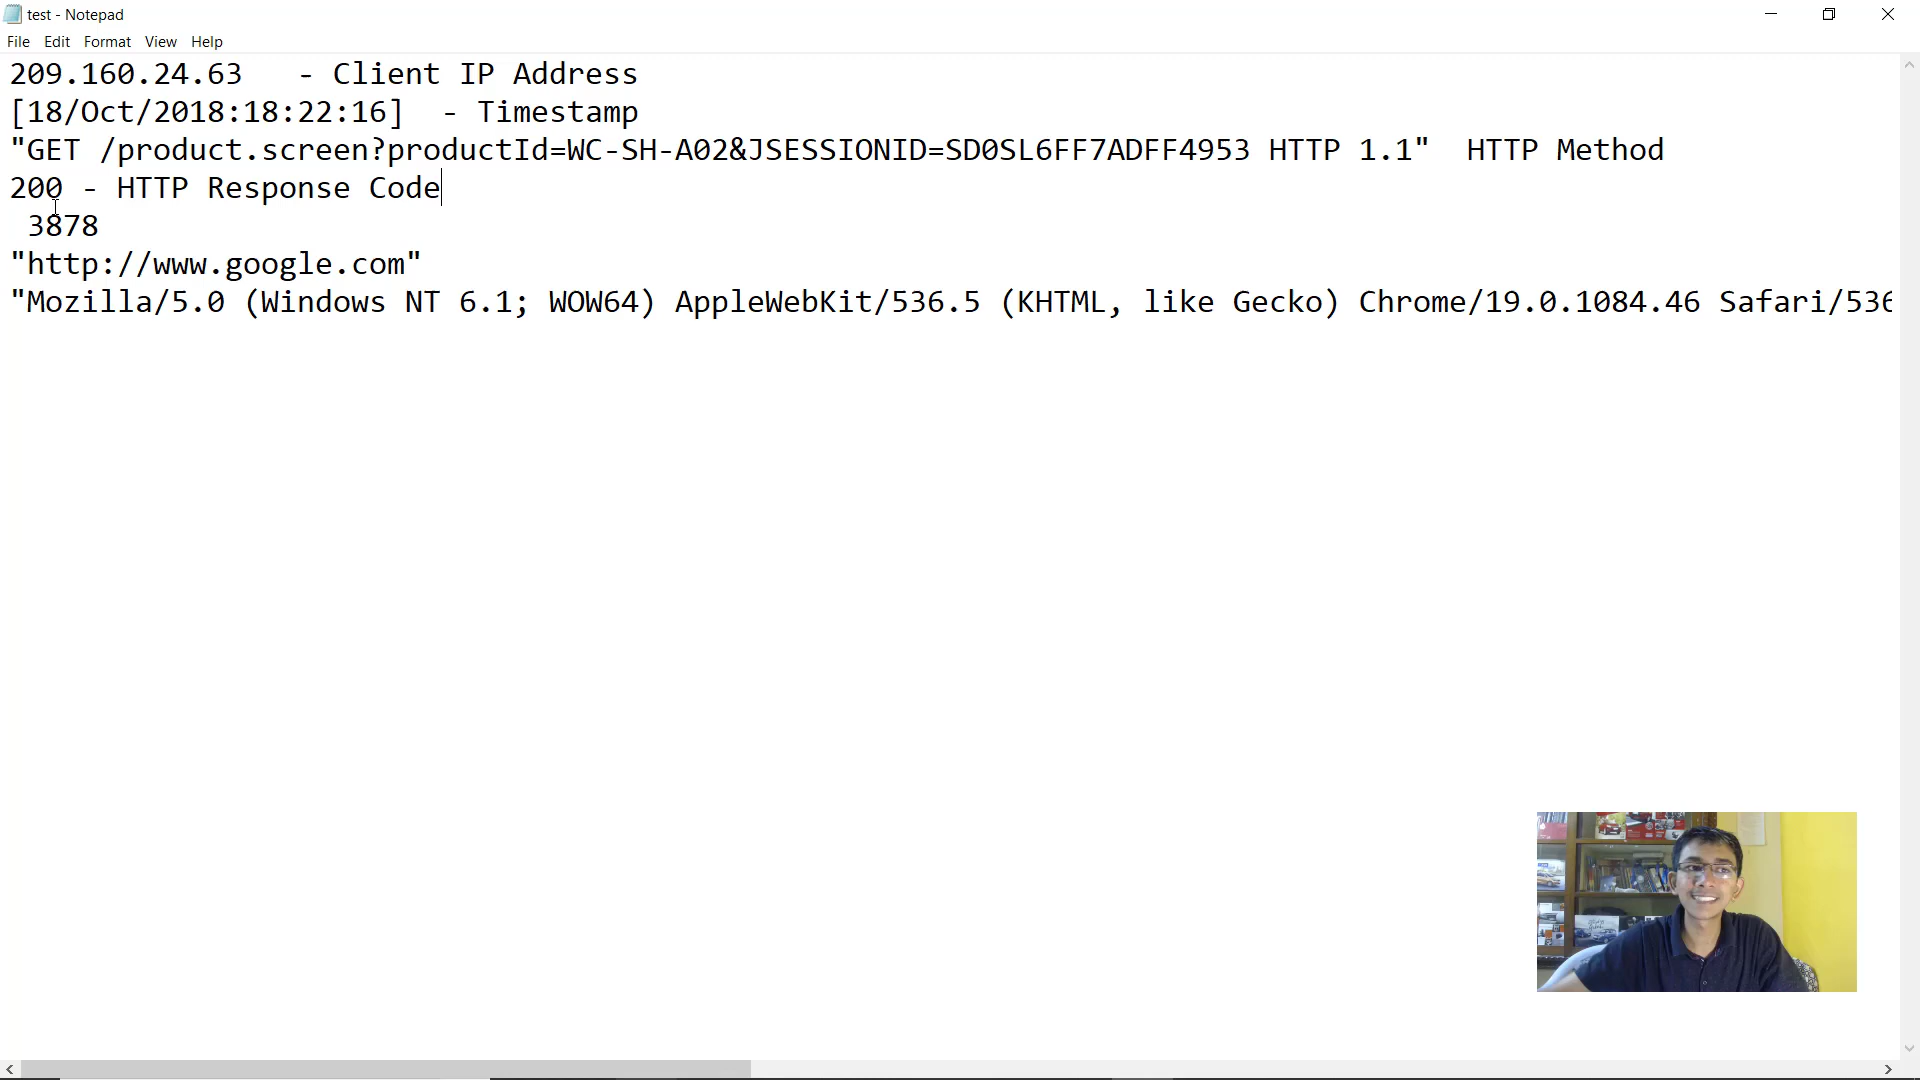 test - Notepad
File Edit Format View Help
209.160.24.63   - Client IP Address
[18/Oct/2018:18:22:16]  - Timestamp
"GET /product.screen?productId=WC-SH-A02&JSESSIONID=SD0SL6FF7ADFF4953 HTTP 1.1"  HTTP Method
200 - HTTP Response Code
3878
"http://www.google.com"
"Mozilla/5.0 (Windows NT 6.1; WOW64) AppleWebKit/536.5 (KHTML, like Gecko) Chrome/19.0.1084.46 Safari/536